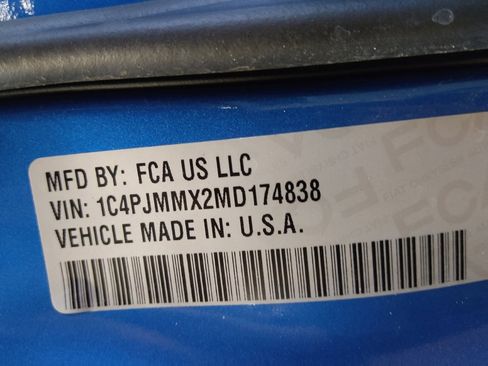 MFD BY: FCA US LLC
VIN: 1C4PJMMX2MD174838
VEHICLE MADE IN: U.S.A.